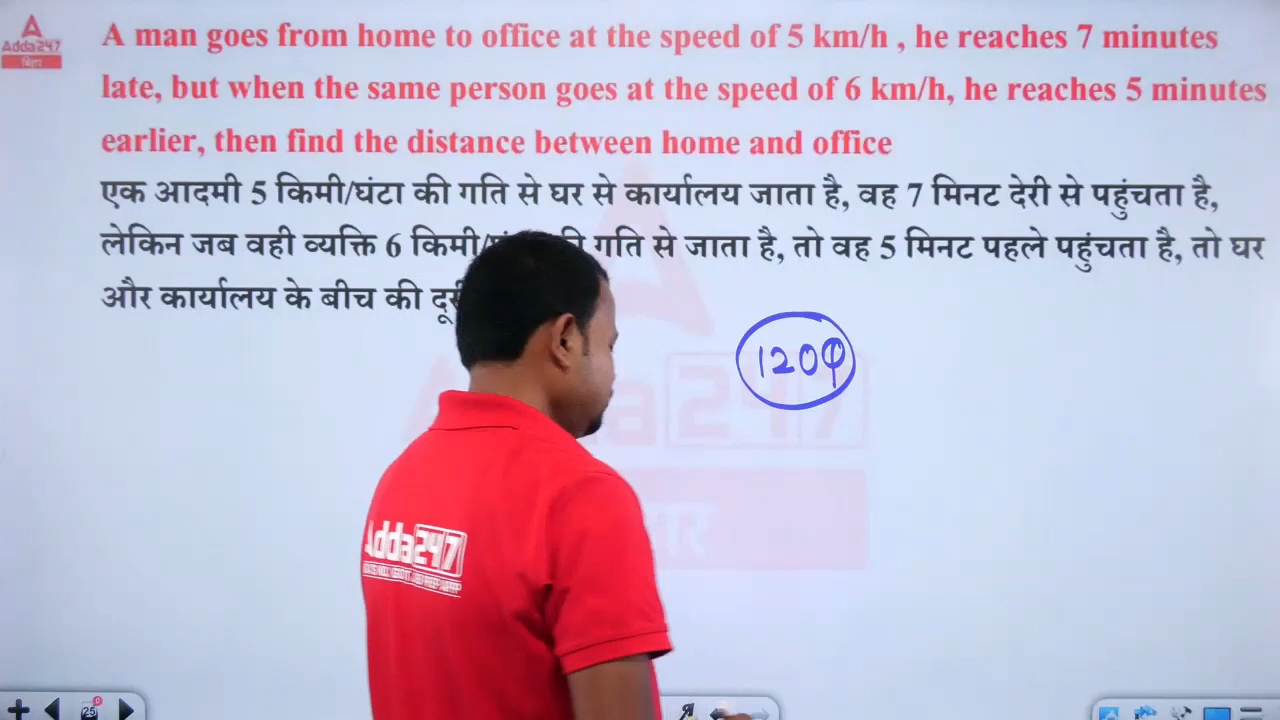 Adda247
बिहार
A man goes from home to office at the speed of 5 km/h , he reaches 7 minutes
late, but when the same person goes at the speed of 6 km/h, he reaches 5 minutes
earlier, then find the distance between home and office
एक आदमी 5 किमी/घंटा की गति से घर से कार्यालय जाता है, वह 7 मिनट देरी से पहुंचता है,
लेकिन जब वही व्यक्ति 6 किमी/ गति से जाता है, तो वह 5 मिनट पहले पहुंचता है, तो घर
और कार्यालय के बीच की
Adda247
25